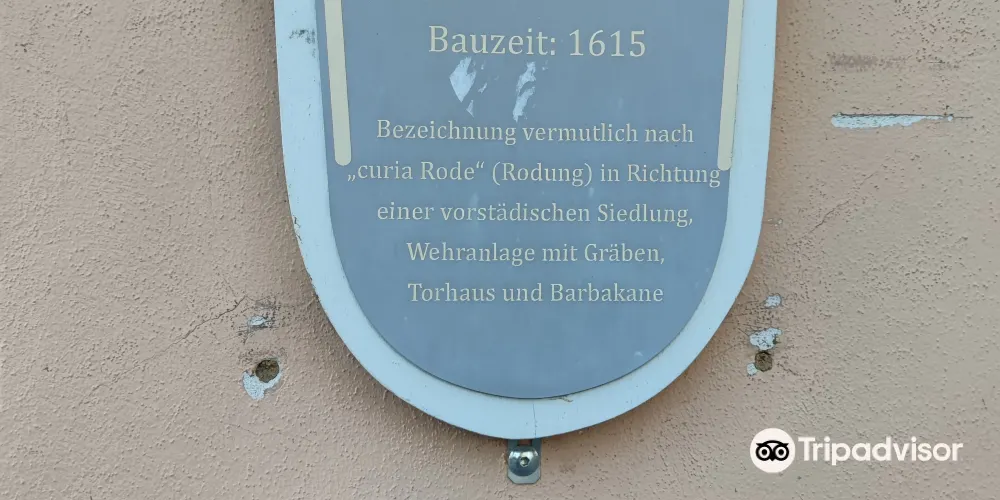 Bauzeit: 1615
Bezeichnung vermutlich nach
„curia Rode“ (Rodung) in Richtung
einer vorstädischen Siedlung,
Wehranlage mit Gräben,
Torhaus und Barbakane
Tripadvisor